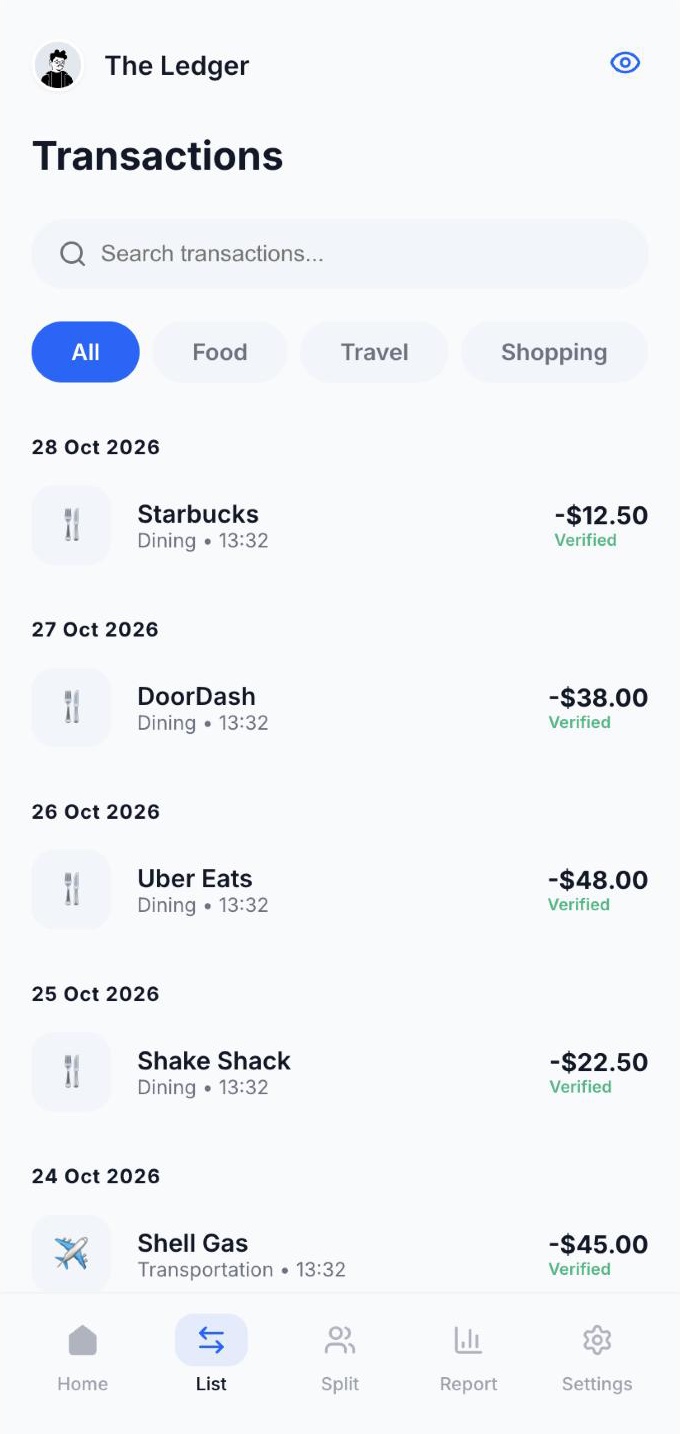 The Ledger
Transactions
Search transactions...
All Food Travel Shopping
28 Oct 2026
Starbucks -$12.50
Dining • 13:32 Verified
27 Oct 2026
DoorDash -$38.00
Dining • 13:32 Verified
26 Oct 2026
Uber Eats -$48.00
Dining • 13:32 Verified
25 Oct 2026
Shake Shack -$22.50
Dining • 13:32 Verified
24 Oct 2026
Shell Gas -$45.00
Transportation • 13:32 Verified
Home List Split Report Settings